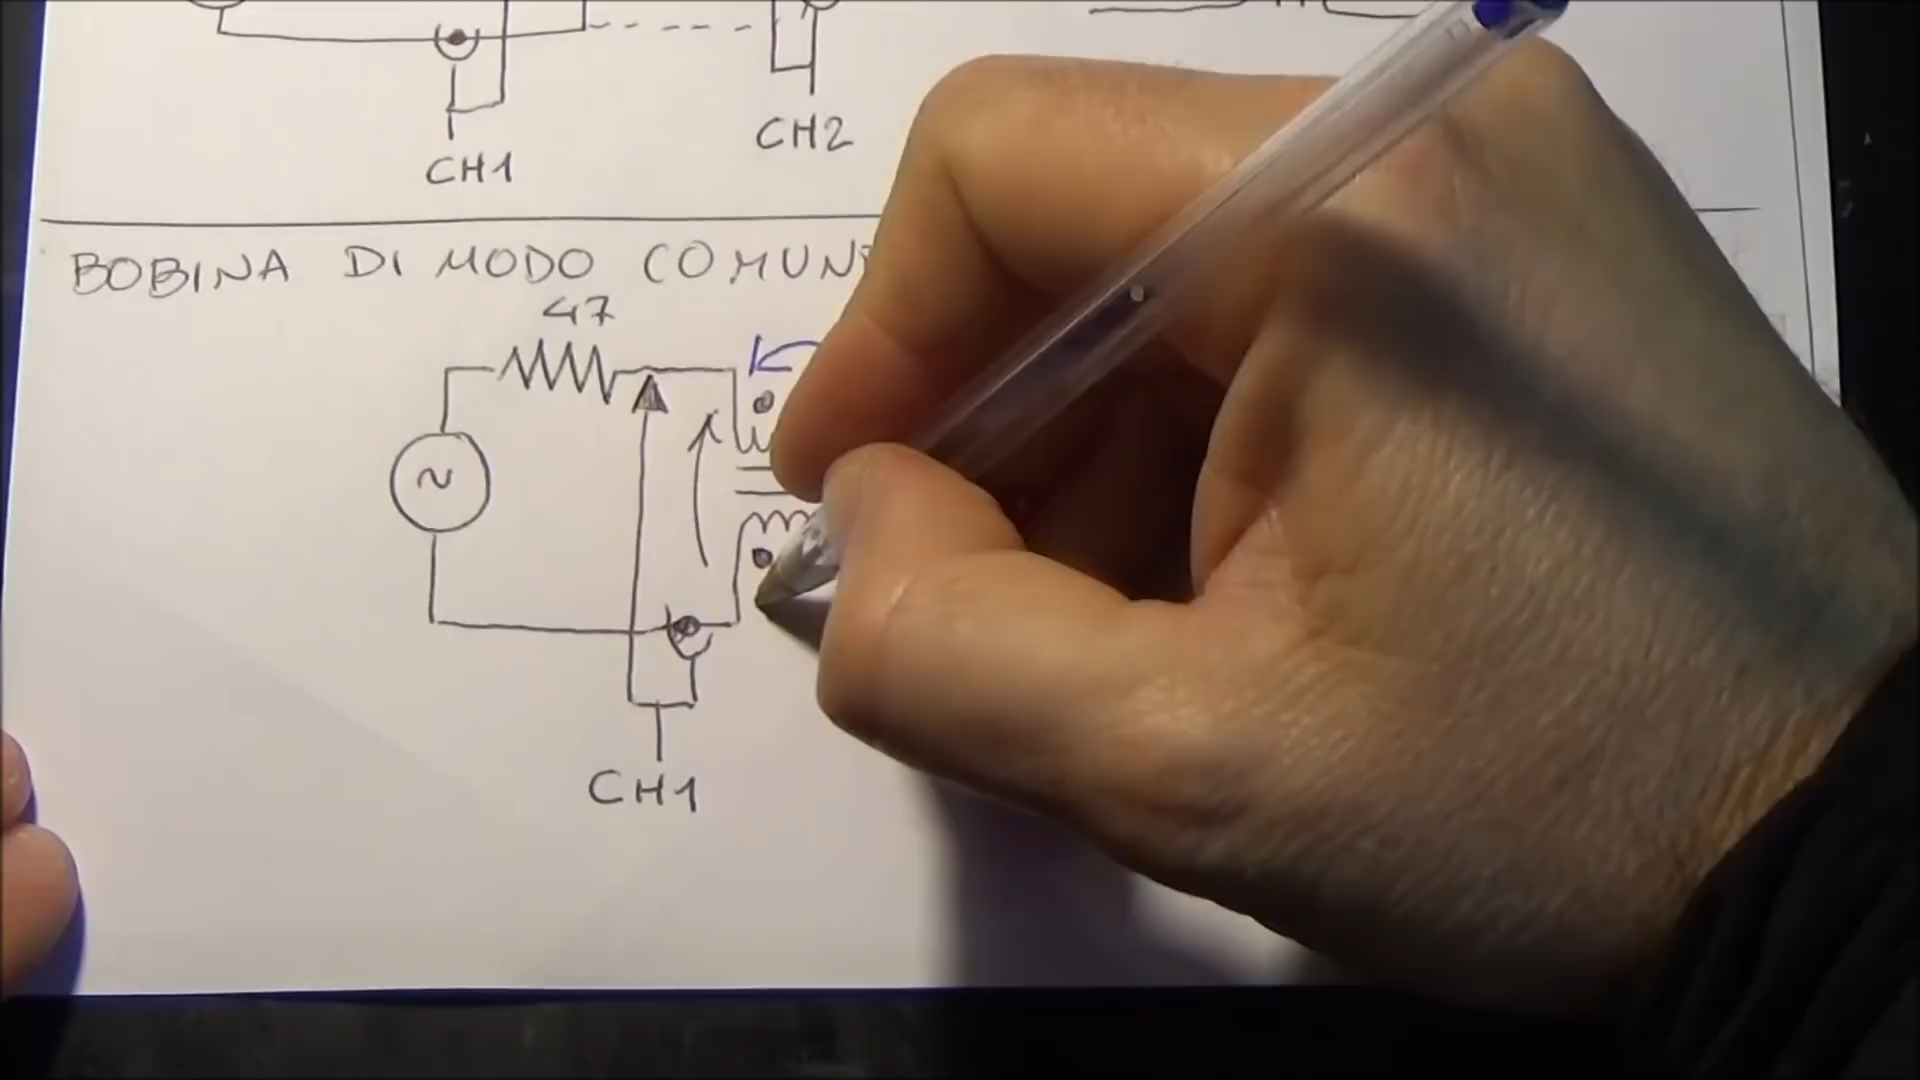 CH2
CH1
BOBINA DI MODO COMUN
47
~
CH1